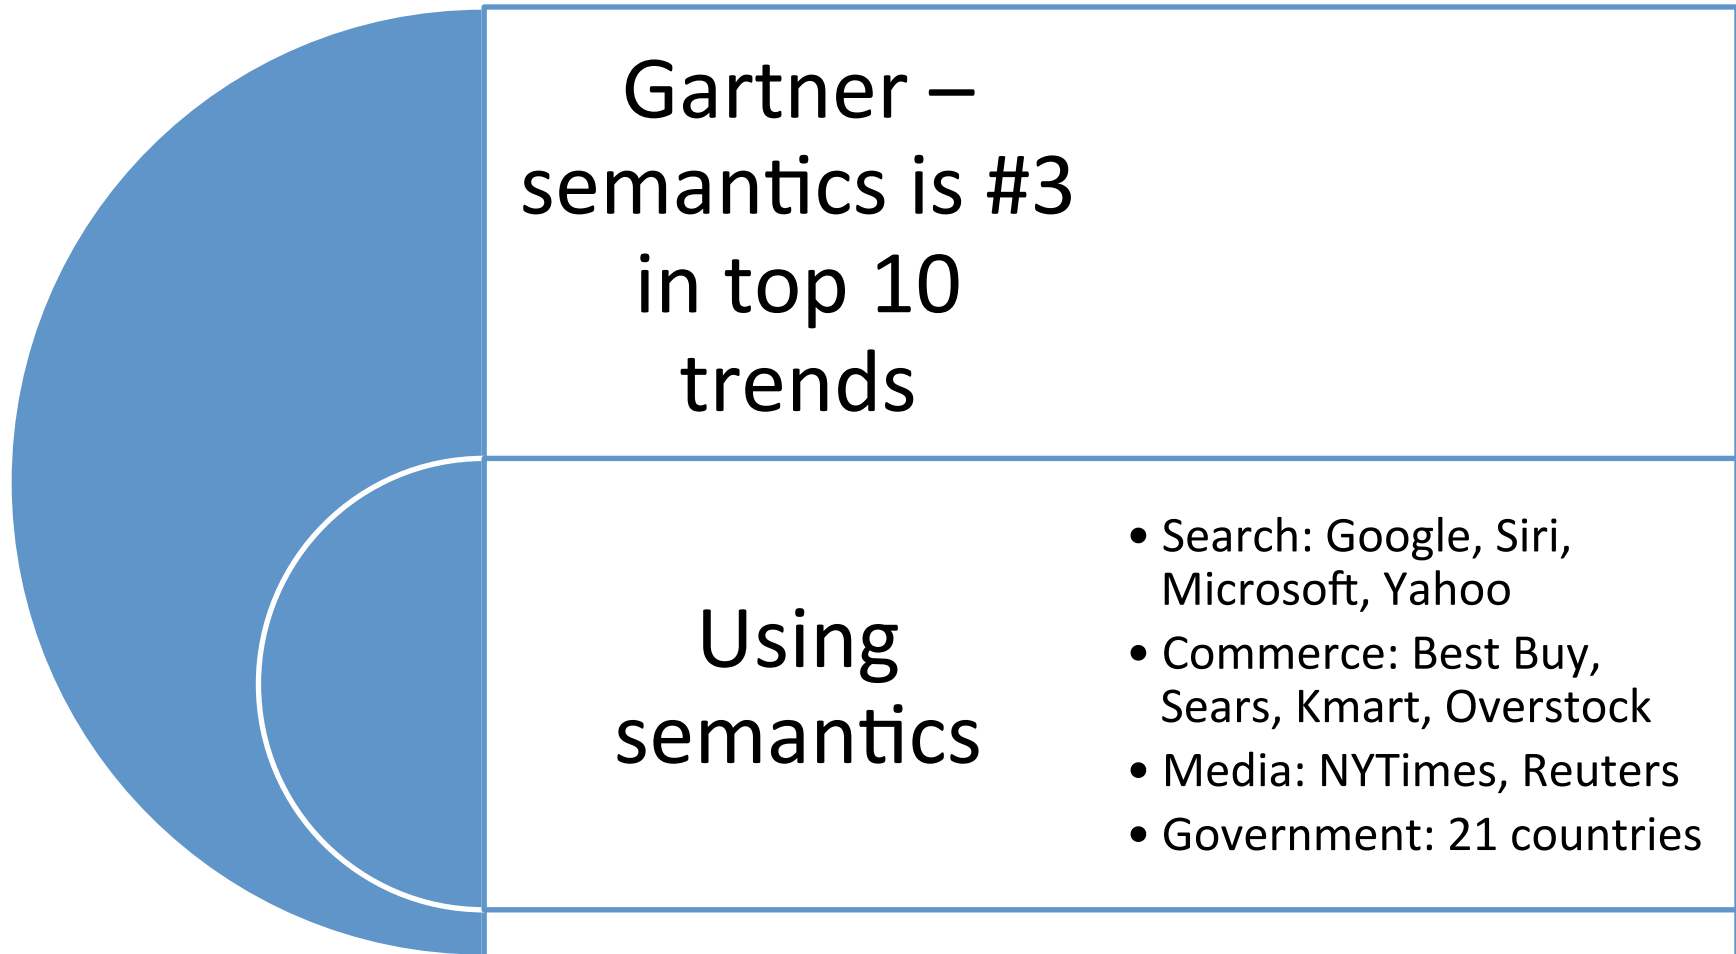 Gartner –
semantics is #3
in top 10
trends
Using
semantics
• Search: Google, Siri,
Microsoft, Yahoo
• Commerce: Best Buy,
Sears, Kmart, Overstock
• Media: NYTimes, Reuters
• Government: 21 countries